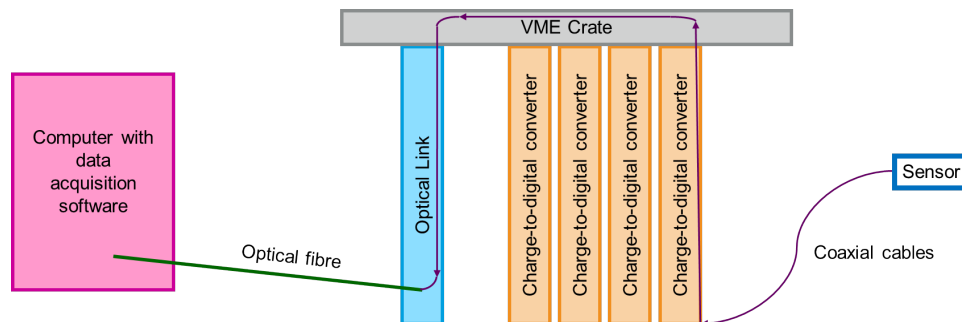 VME Crate
Computer with
data
acquisition
software
Optical fibre
Optical Link
Charge-to-digital converter
Charge-to-digital converter
Charge-to-digital converter
Charge-to-digital converter
Sensor
Coaxial cables